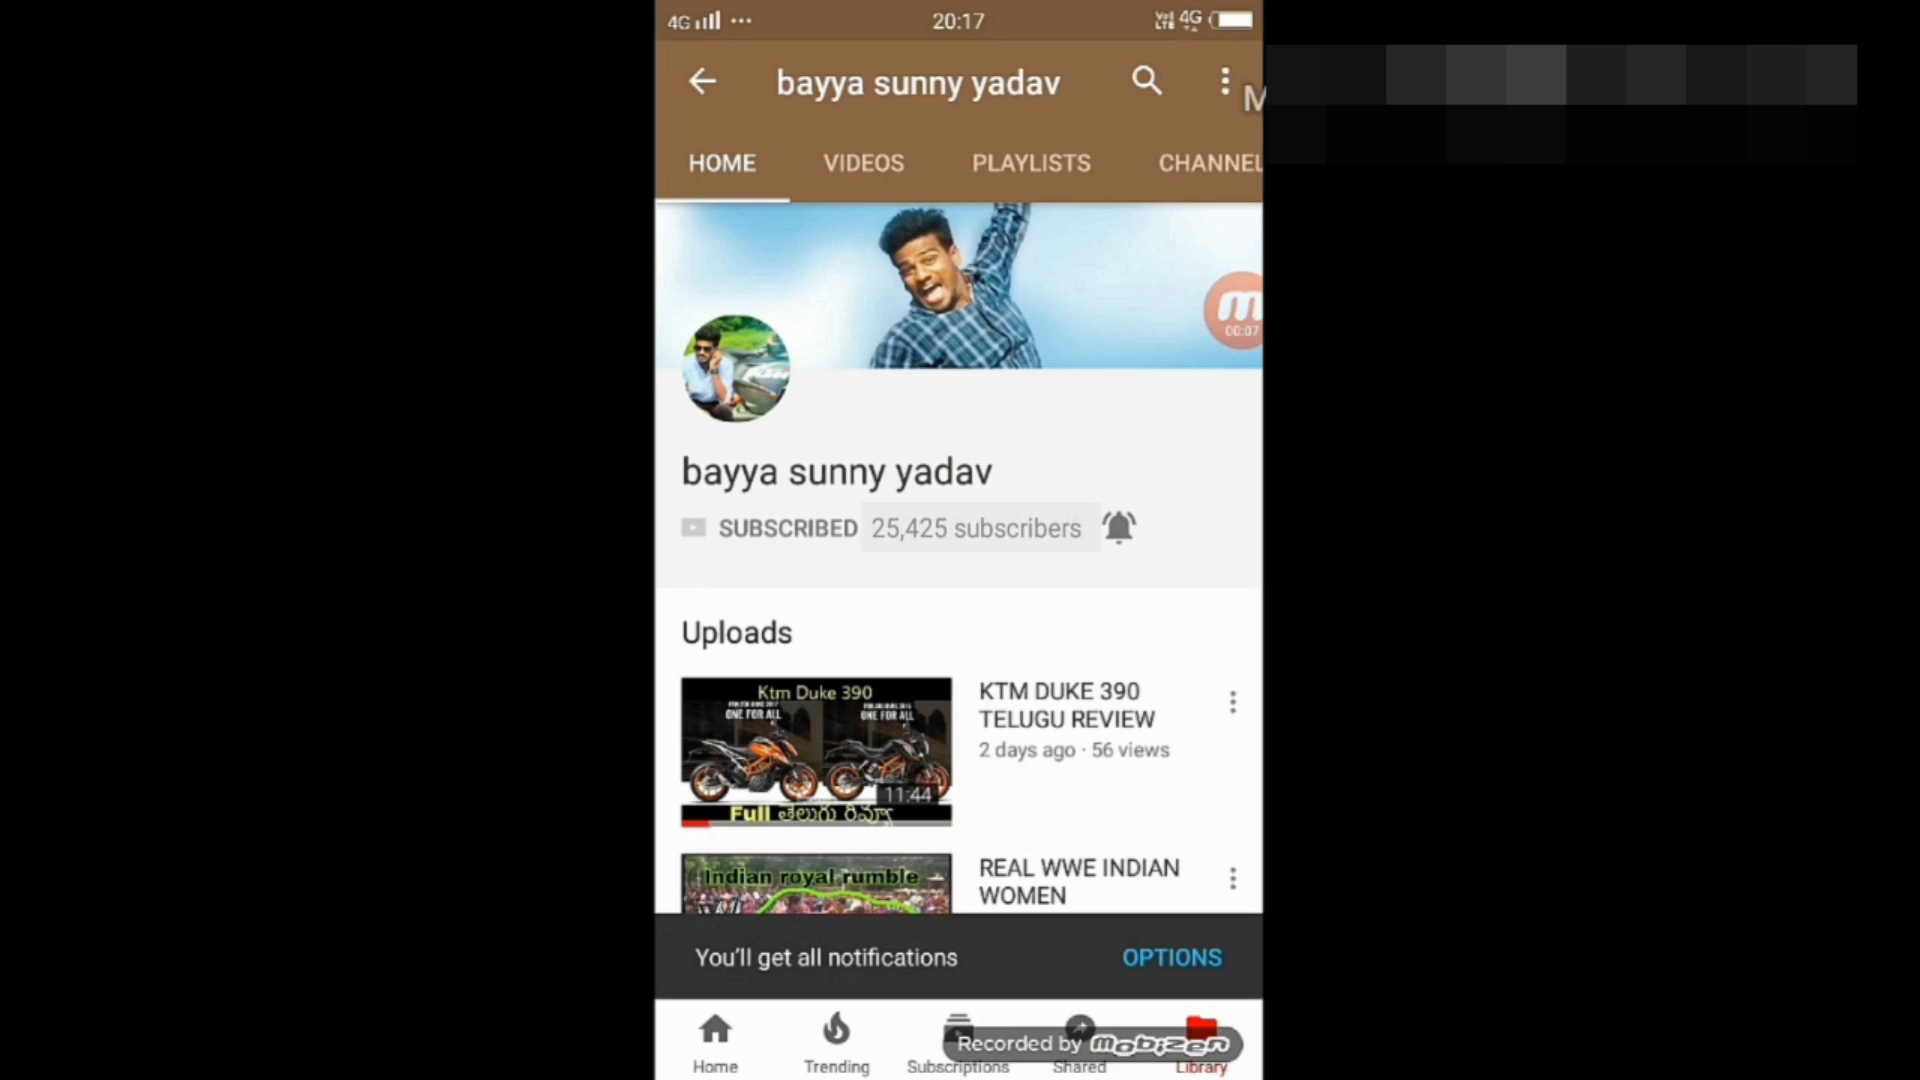 4G 20:17 VoLTE 4G
bayya sunny yadav
HOME VIDEOS PLAYLISTS CHANNEL
00:07
bayya sunny yadav
SUBSCRIBED 25,425 subscribers
Uploads
Ktm Duke 390
ONE FOR ALL ONE FOR ALL
11:44
Full తెలుగు రివ్యూ
KTM DUKE 390
TELUGU REVIEW
2 days ago · 56 views
Indian royal rumble
REAL WWE INDIAN
WOMEN
You'll get all notifications OPTIONS
Recorded by Mobizen
Home Trending Subscriptions Shared Library